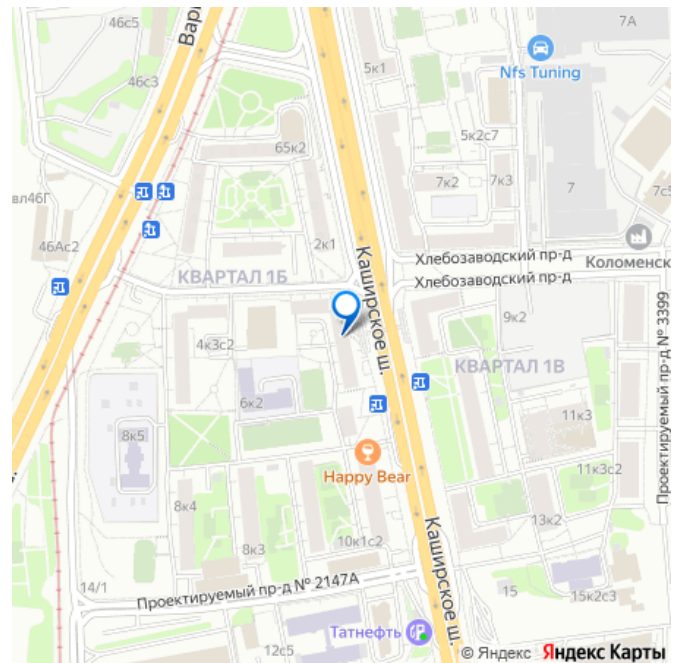 46с5
Вар
7А
5к1
Nfs Tuning
46с3
65к2
5к2с7
7к2
7к3
7
7с5
вл46Г
46Ас2
2к1
КВАРТАЛ 1Б
Каширское ш.
Хлебозаводский пр-д
Хлебозаводский пр-д
Коломенск
9к2
4к3с2
КВАРТАЛ 1В
Проектируемый пр-д № 3399
6к2
11к3
8к5
Happy Bear
11к3с2
8к4
13к2
8к3
10к1с2
Каширское ш.
14/1
Проектируемый пр-д № 2147А
15
15к2с3
Татнефть
12с5
© Яндекс Яндекс Карты